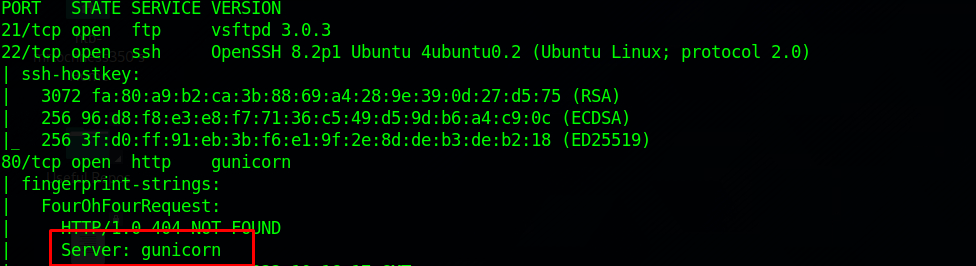 PORT   STATE SERVICE VERSION
21/tcp open  ftp     vsftpd 3.0.3
22/tcp open  ssh     OpenSSH 8.2p1 Ubuntu 4ubuntu0.2 (Ubuntu Linux; protocol 2.0)
| ssh-hostkey:
|   3072 fa:80:a9:b2:ca:3b:88:69:a4:28:9e:39:0d:27:d5:75 (RSA)
|   256 96:d8:f8:e3:e8:f7:71:36:c5:49:d5:9d:b6:a4:c9:0c (ECDSA)
|_  256 3f:d0:ff:91:eb:3b:f6:e1:9f:2e:8d:de:b3:de:b2:18 (ED25519)
80/tcp open  http    gunicorn
| fingerprint-strings:
|   FourOhFourRequest:
|     HTTP/1.0 404 NOT FOUND
|     Server: gunicorn